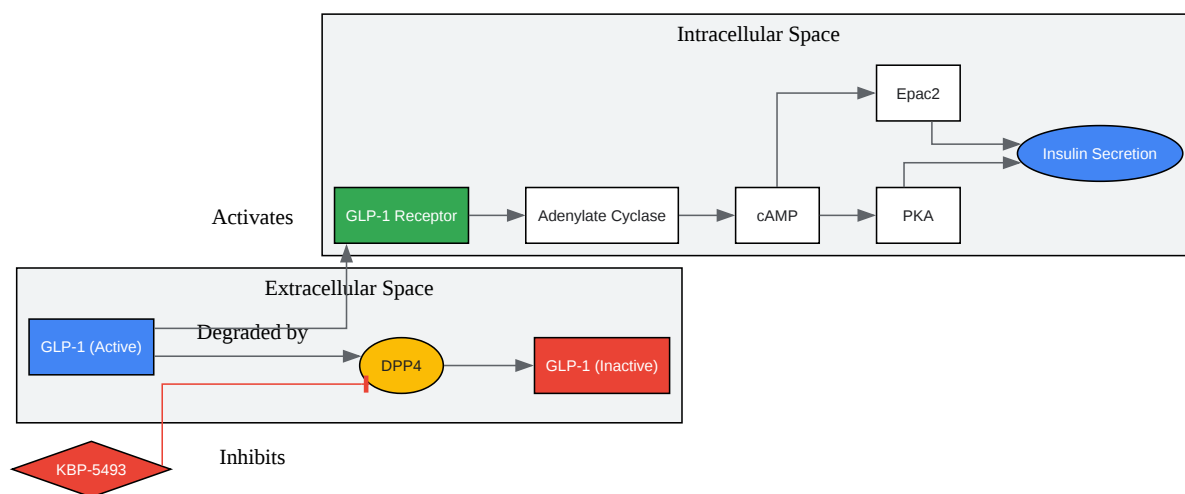 Intracellular Space
Epac2
Insulin Secretion
Activates
GLP-1 Receptor
Adenylate Cyclase
cAMP
PKA
Extracellular Space
Degraded by
GLP-1 (Active)
DPP4
GLP-1 (Inactive)
KBP-5493
Inhibits